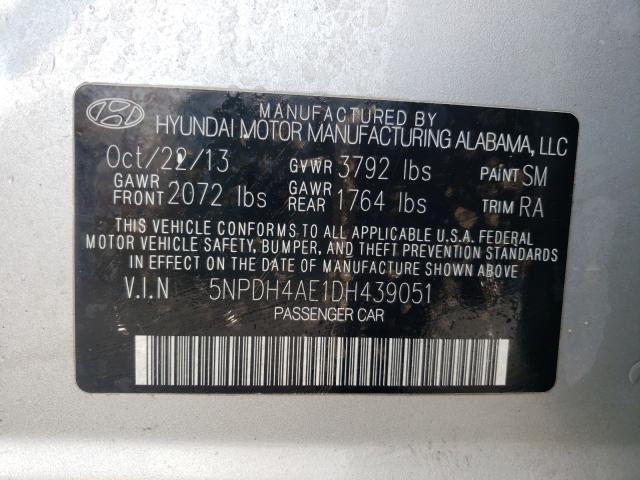 MANUFACTURED BY
HYUNDAI MOTOR MANUFACTURING ALABAMA, LLC
Oct/22/13 GVWR 3792 lbs PAINT SM
GAWR FRONT 2072 lbs GAWR REAR 1764 lbs TRIM RA
THIS VEHICLE CONFORMS TO ALL APPLICABLE U.S.A. FEDERAL
MOTOR VEHICLE SAFETY, BUMPER, AND THEFT PREVENTION STANDARDS
IN EFFECT ON THE DATE OF MANUFACTURE SHOWN ABOVE.
V.I.N 5NPDH4AE1DH439051
PASSENGER CAR